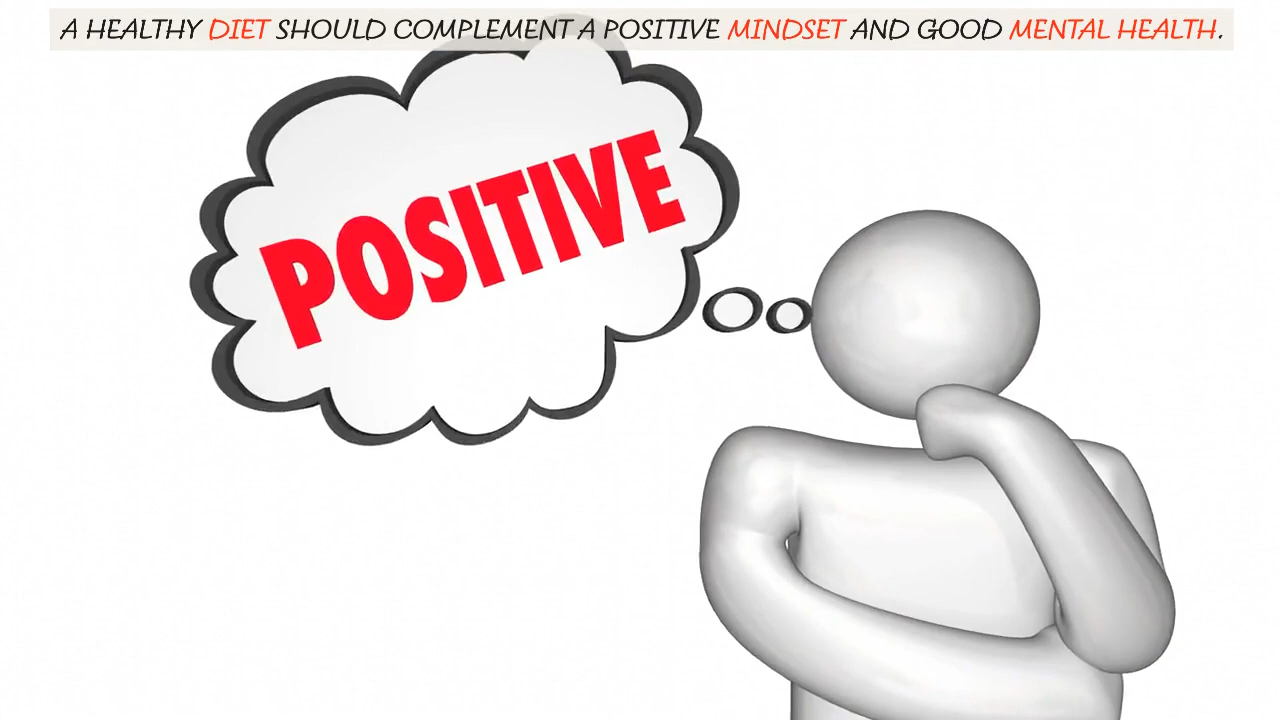 A HEALTHY DIET SHOULD COMPLEMENT A POSITIVE MINDSET AND GOOD MENTAL HEALTH.
POSITIVE